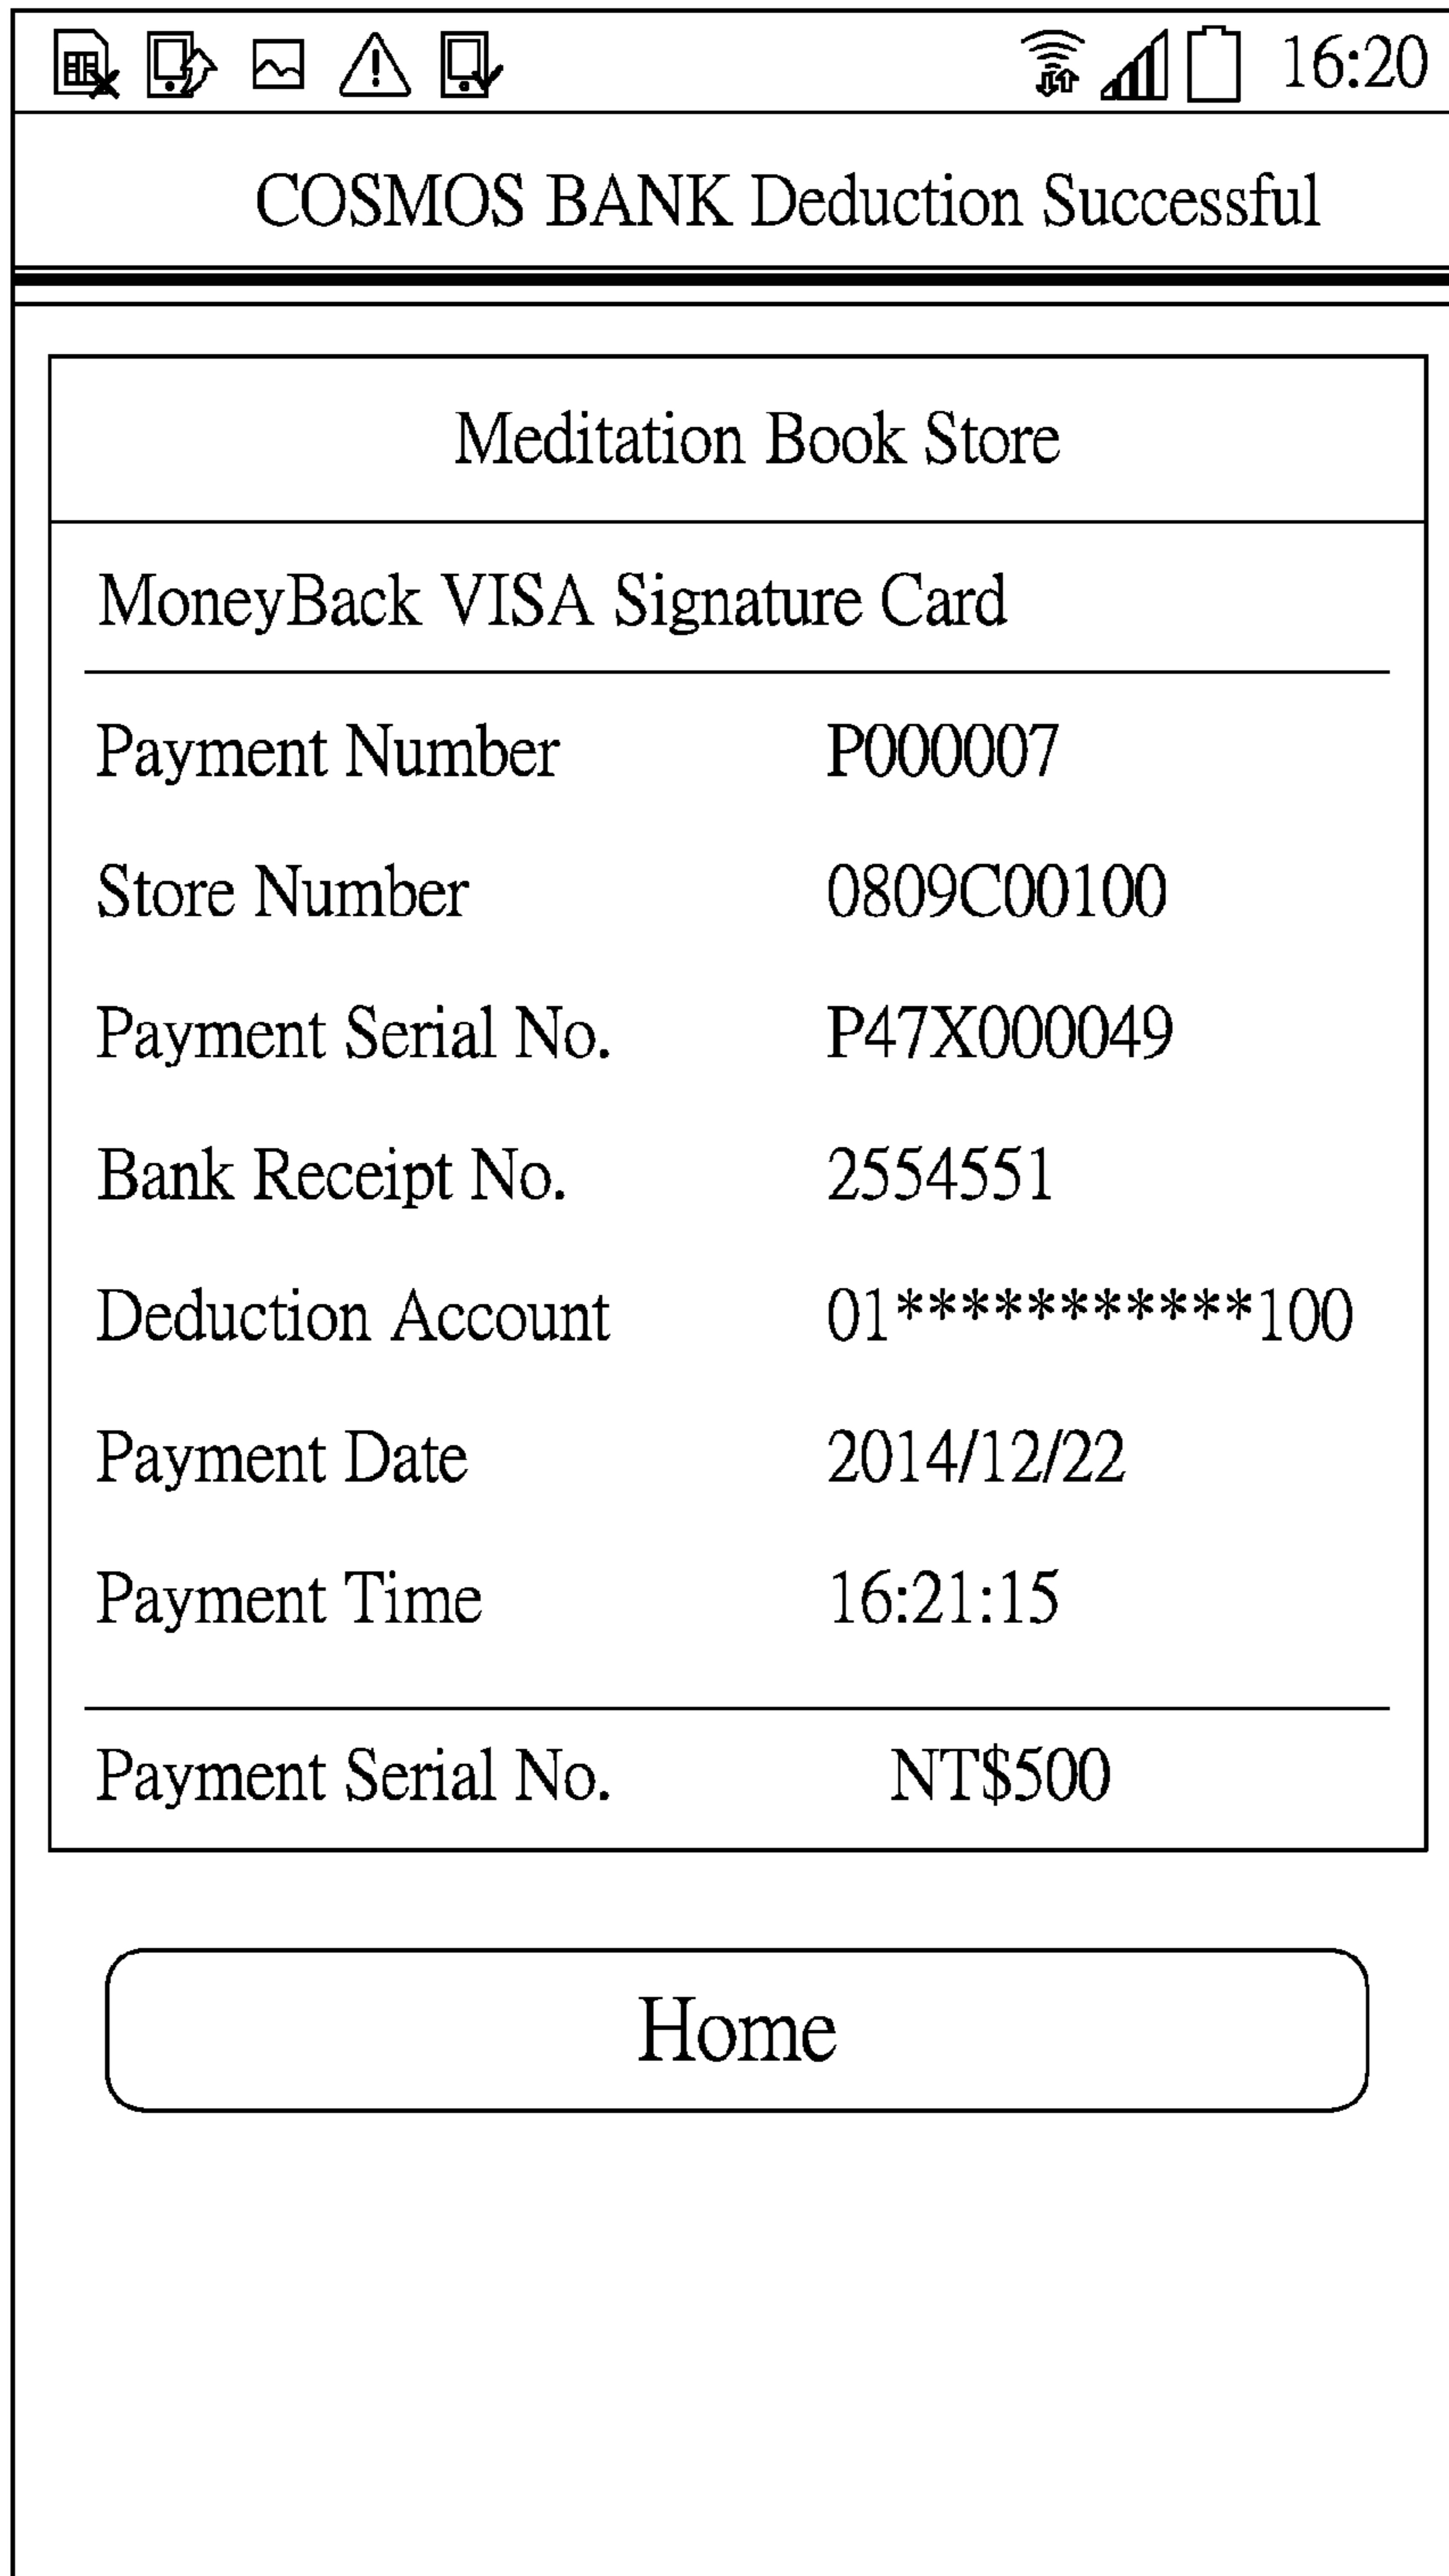 16:20
COSMOS BANK Deduction Successful
Meditation Book Store
MoneyBack VISA Signature Card
Payment Number P000007
Store Number 0809C00100
Payment Serial No. P47X000049
Bank Receipt No. 2554551
Deduction Account 01***********100
Payment Date 2014/12/22
Payment Time 16:21:15
Payment Serial No. NT$500
Home